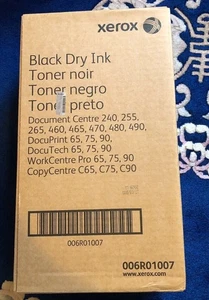 xerox
Black Dry Ink
Toner noir
Toner negro
Toner preto
Document Centre 240, 255,
265, 460, 465, 470, 480, 490,
DocuPrint 65, 75, 90,
DocuTech 65, 75, 90
WorkCentre Pro 65, 75, 90
CopyCentre C65, C75, C90
006R01007
006R01007
www.xerox.com